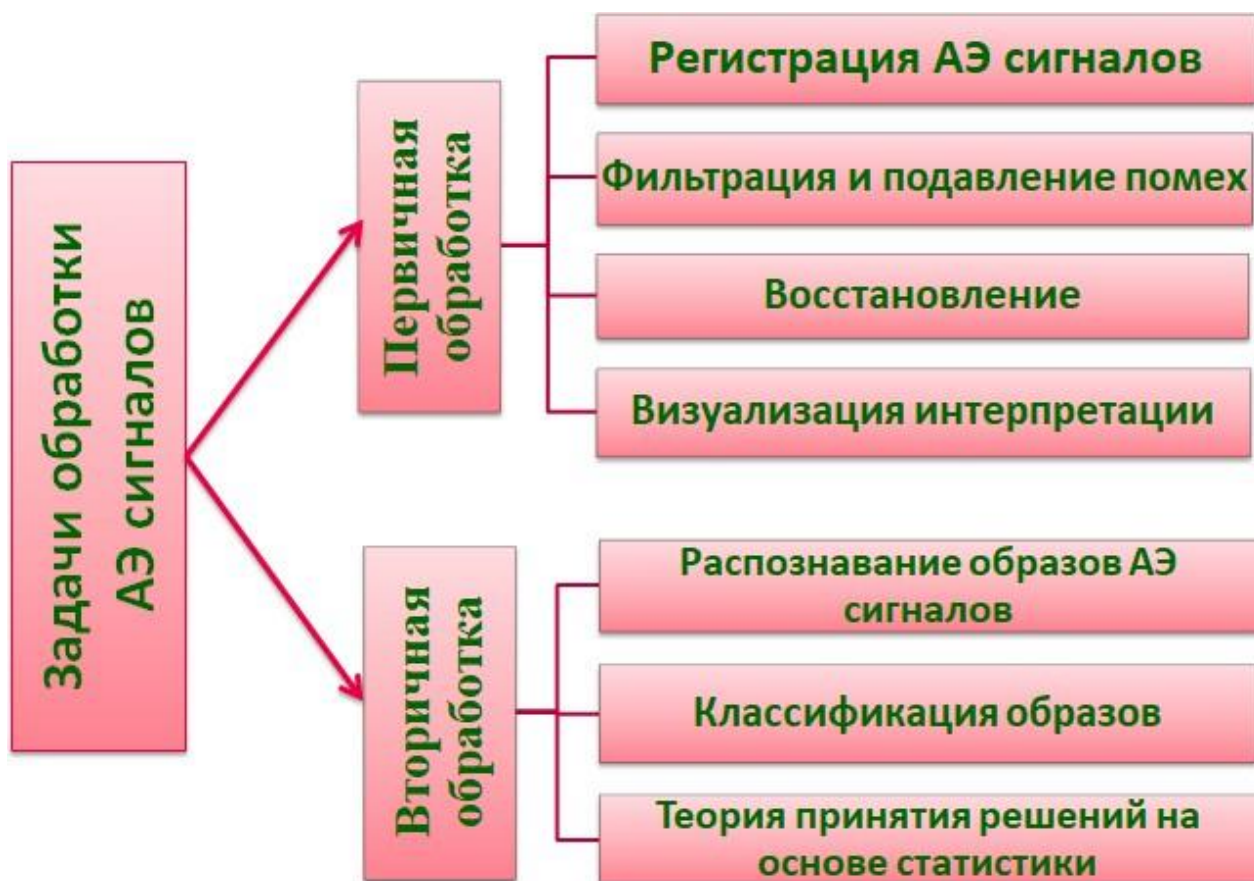 Задачи обработки
АЭ сигналов
Первичная
обработка
Регистрация АЭ сигналов
Фильтрация и подавление помех
Восстановление
Визуализация интерпретации
Вторичная
обработка
Распознавание образов АЭ
сигналов
Классификация образов
Теория принятия решений на
основе статистики